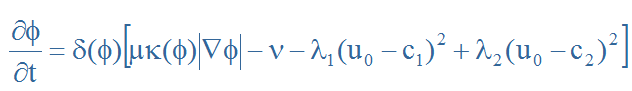 ∂ϕ/∂t = δ(ϕ)[μκ(ϕ)|∇ϕ| − ν − λ₁(u₀ − c₁)² + λ₂(u₀ − c₂)²]